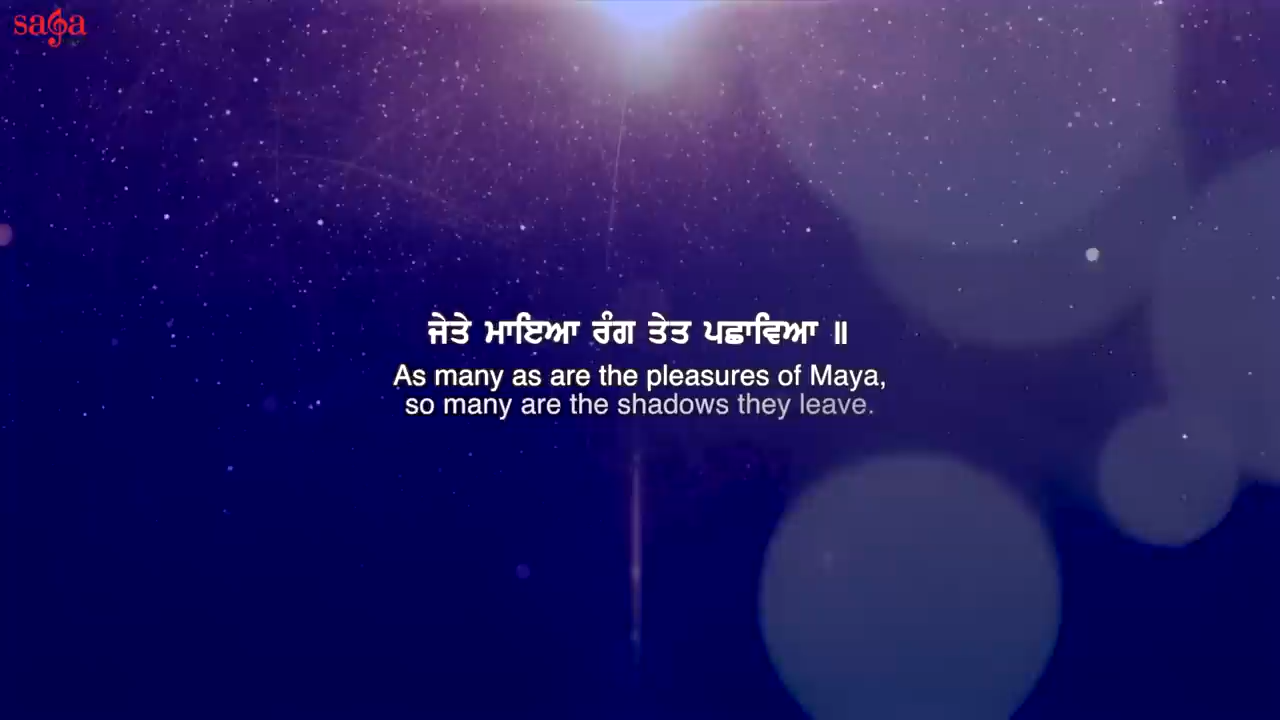 saga
ਜੇਤੇ ਮਾਇਆ ਰੰਗ ਤੇਤ ਪਛਾਵਿਆ ॥
As many as are the pleasures of Maya,
so many are the shadows they leave.